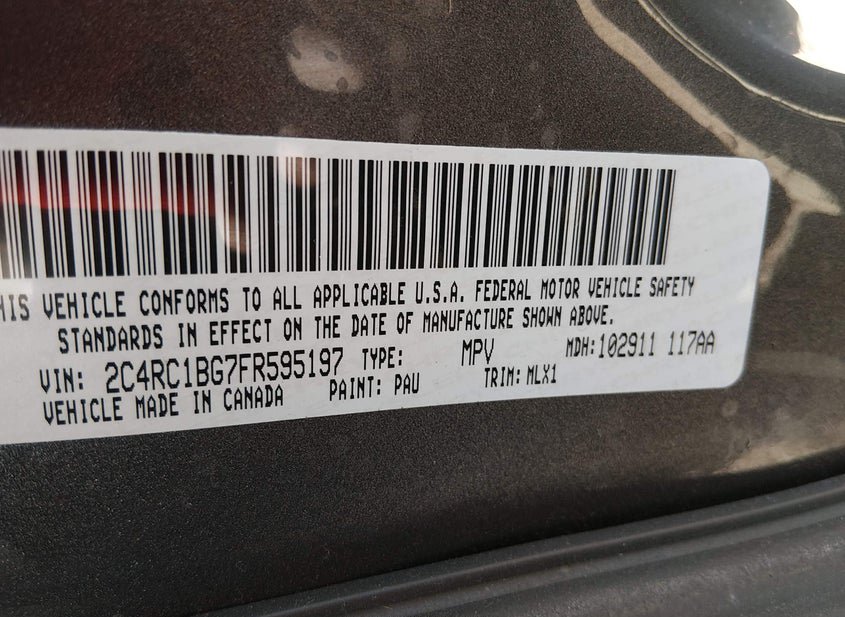 HIS VEHICLE CONFORMS TO ALL APPLICABLE U.S.A. FEDERAL MOTOR VEHICLE SAFETY
STANDARDS IN EFFECT ON THE DATE OF MANUFACTURE SHOWN ABOVE.
VIN: 2C4RC1BG7FR595197 TYPE: MPV MDH:102911 117AA
VEHICLE MADE IN CANADA PAINT: PAU TRIM: MLX1